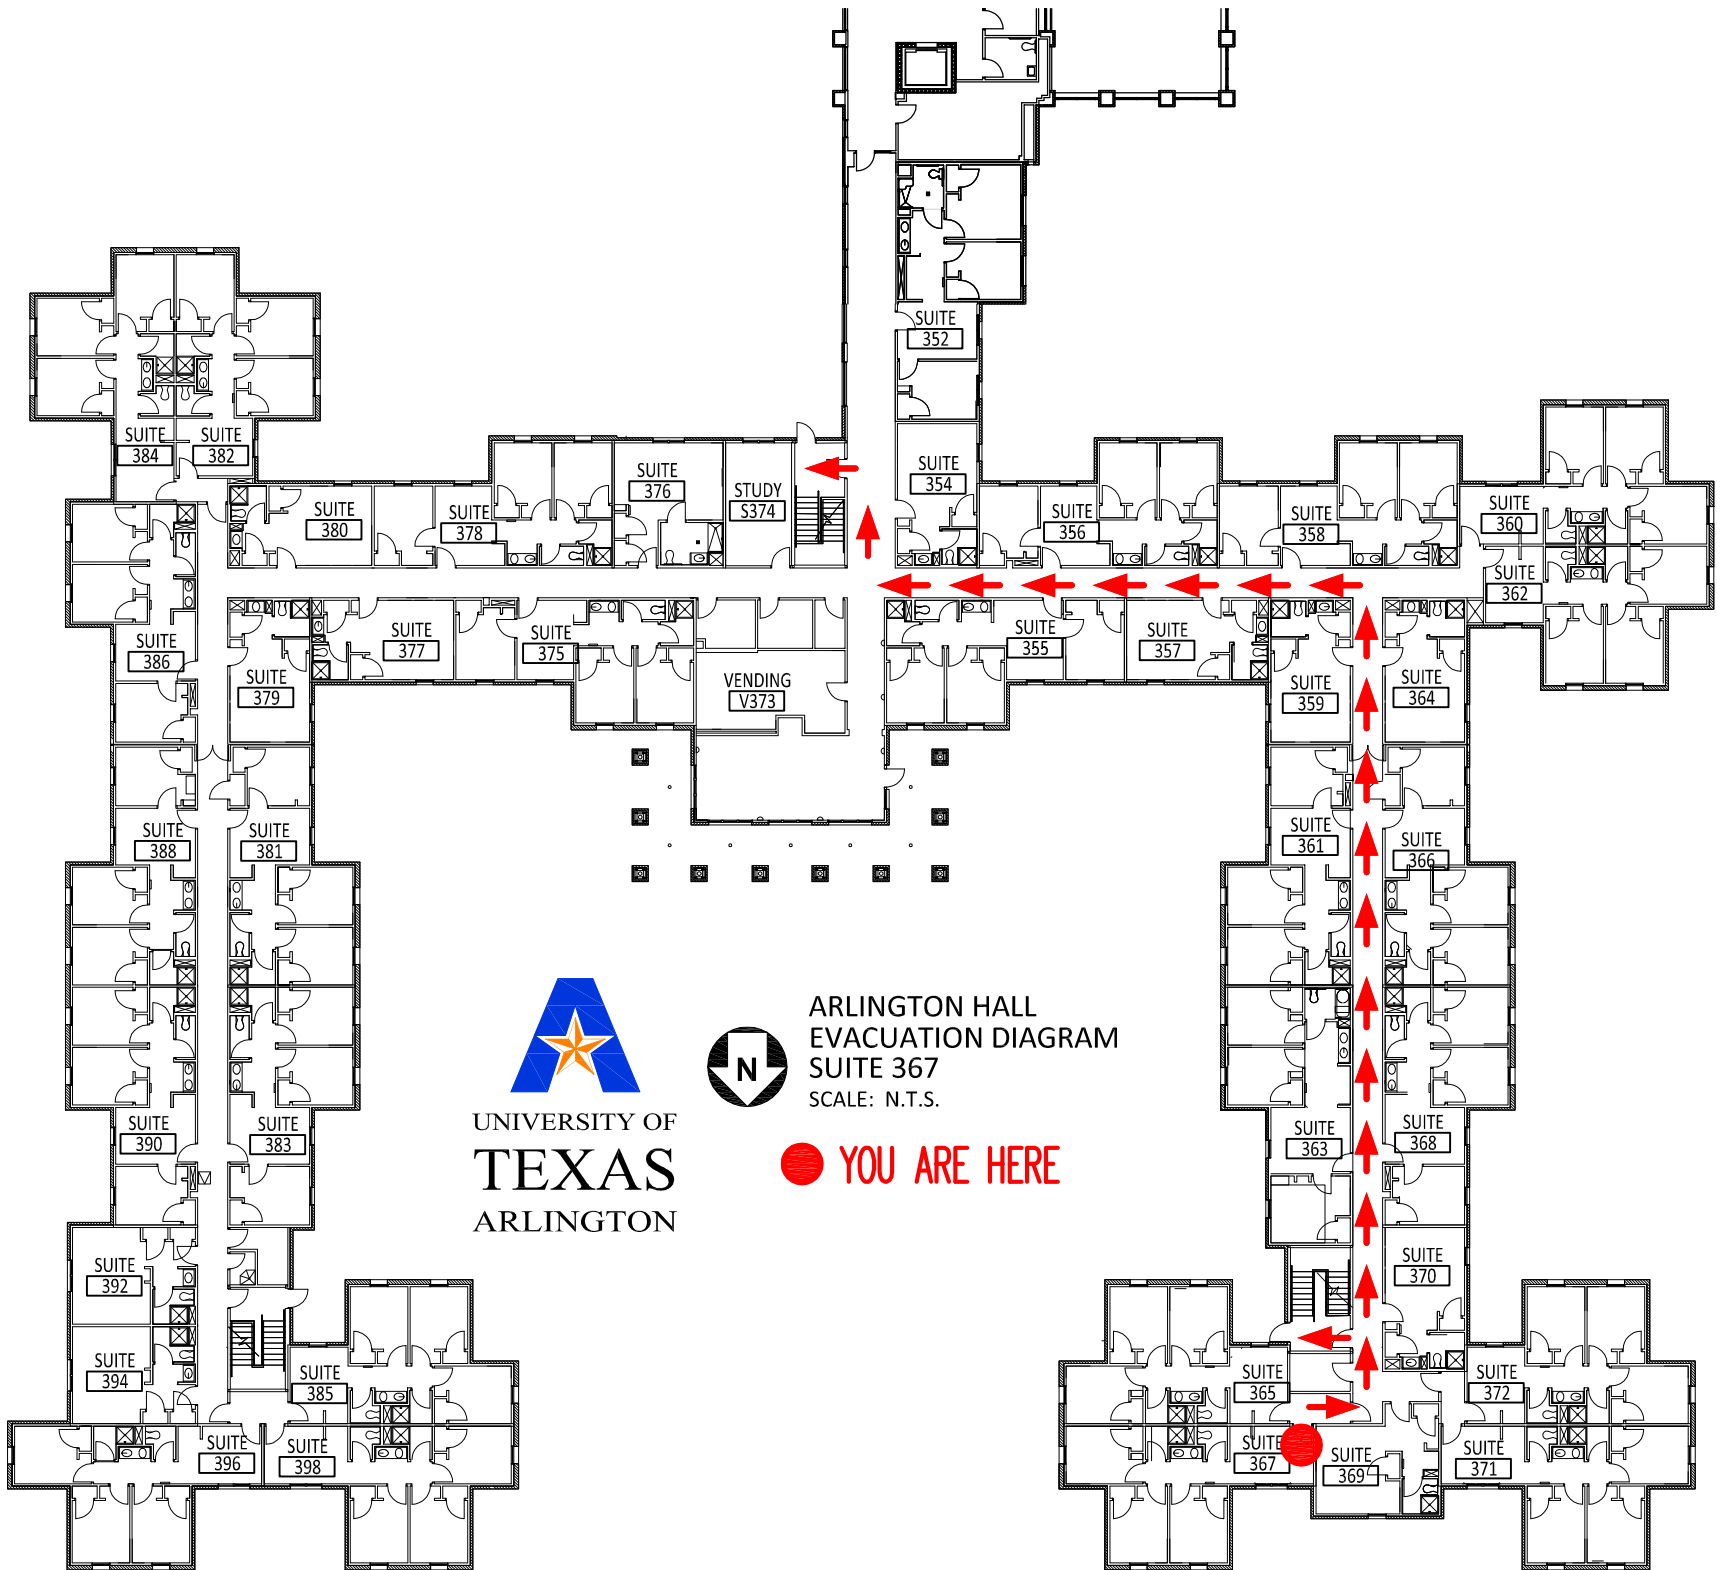 SUITE
352
SUITE
384
SUITE
382
SUITE
376
STUDY
S374
SUITE
354
SUITE
380
SUITE
378
SUITE
356
SUITE
358
SUITE
360
SUITE
362
SUITE
386
SUITE
379
SUITE
377
SUITE
375
VENDING
V373
SUITE
355
SUITE
357
SUITE
359
SUITE
364
SUITE
388
SUITE
381
SUITE
361
SUITE
366
ARLINGTON HALL
EVACUATION DIAGRAM
SUITE 367
SCALE: N.T.S.
N
UNIVERSITY OF
TEXAS
ARLINGTON
YOU ARE HERE
SUITE
390
SUITE
383
SUITE
363
SUITE
368
SUITE
392
SUITE
370
SUITE
394
SUITE
385
SUITE
365
SUITE
372
SUITE
396
SUITE
398
SUITE
367
SUITE
369
SUITE
371